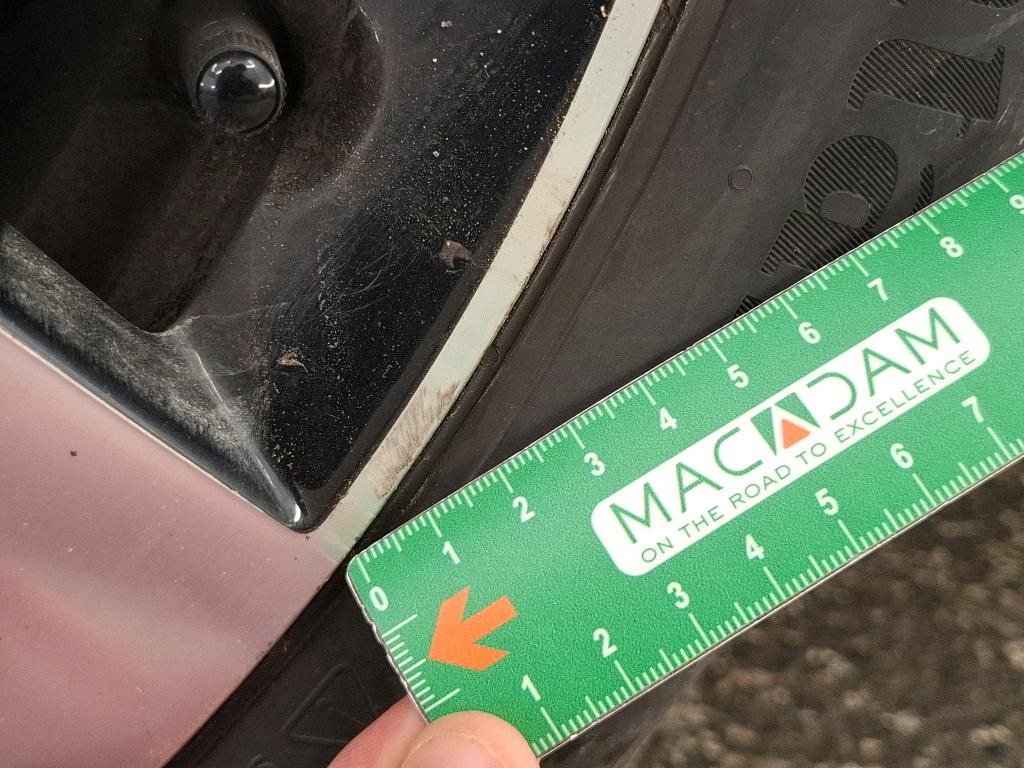 MACADAM
ON THE ROAD TO EXCELLENCE
0 1 2 3 4 5 6 7 8 9
1 2 3 4 5 6 7